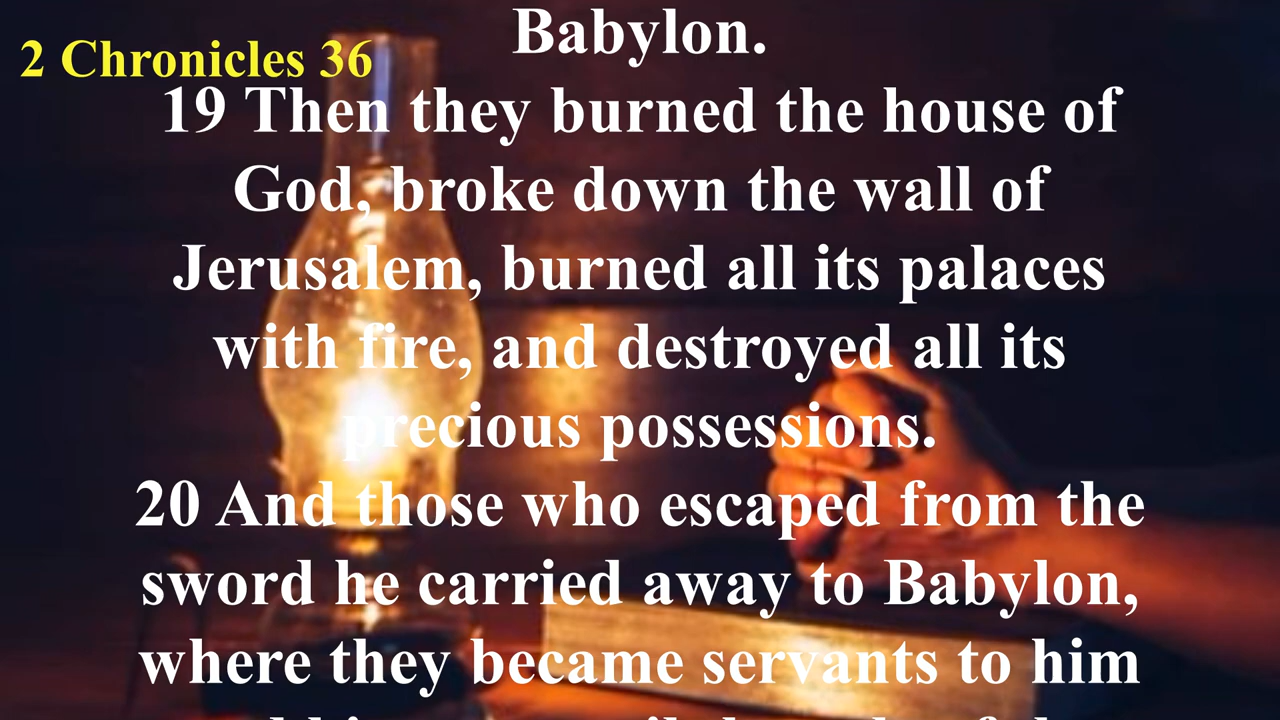 Babylon.
2 Chronicles 36
19 Then they burned the house of
God, broke down the wall of
Jerusalem, burned all its palaces
with fire, and destroyed all its
precious possessions.
20 And those who escaped from the
sword he carried away to Babylon,
where they became servants to him